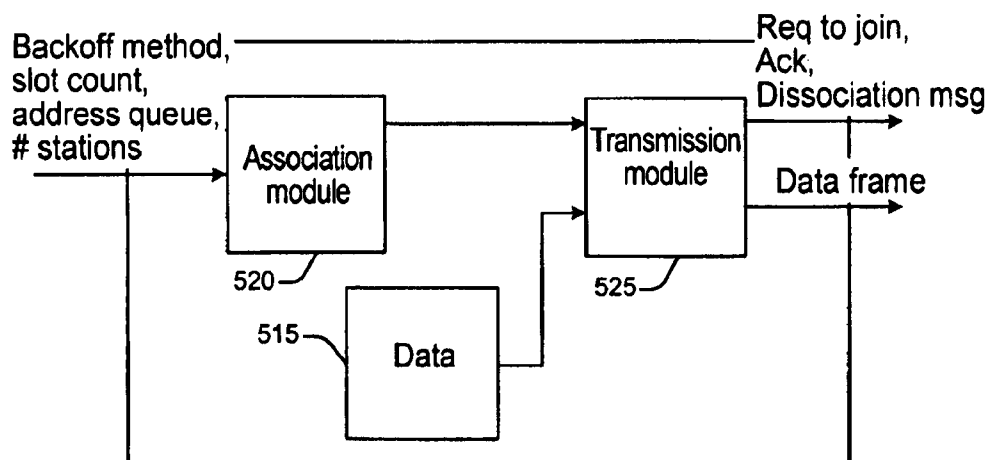 Backoff method,
slot count,
address queue,
# stations
Req to join,
Ack,
Dissociation msg
Association
module
Transmission
module
Data frame
520
525
515
Data